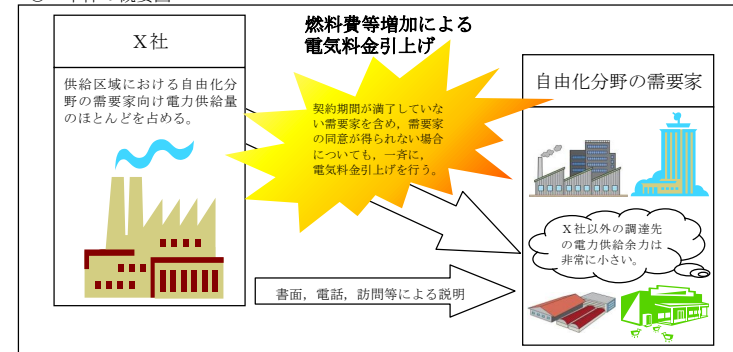 X社
供給区域における自由化分
野の需要家向け電力供給量
のほとんどを占める。
燃料費等増加による
電気料金引上げ
契約期間が満了していな
い需要家を含め,需要家
の同意が得られない場合
についても,一斉に,
電気料金引上げを行う。
自由化分野の需要家
X社以外の調達先
の電力供給余力は
非常に小さい。
書面,電話,訪問等による説明